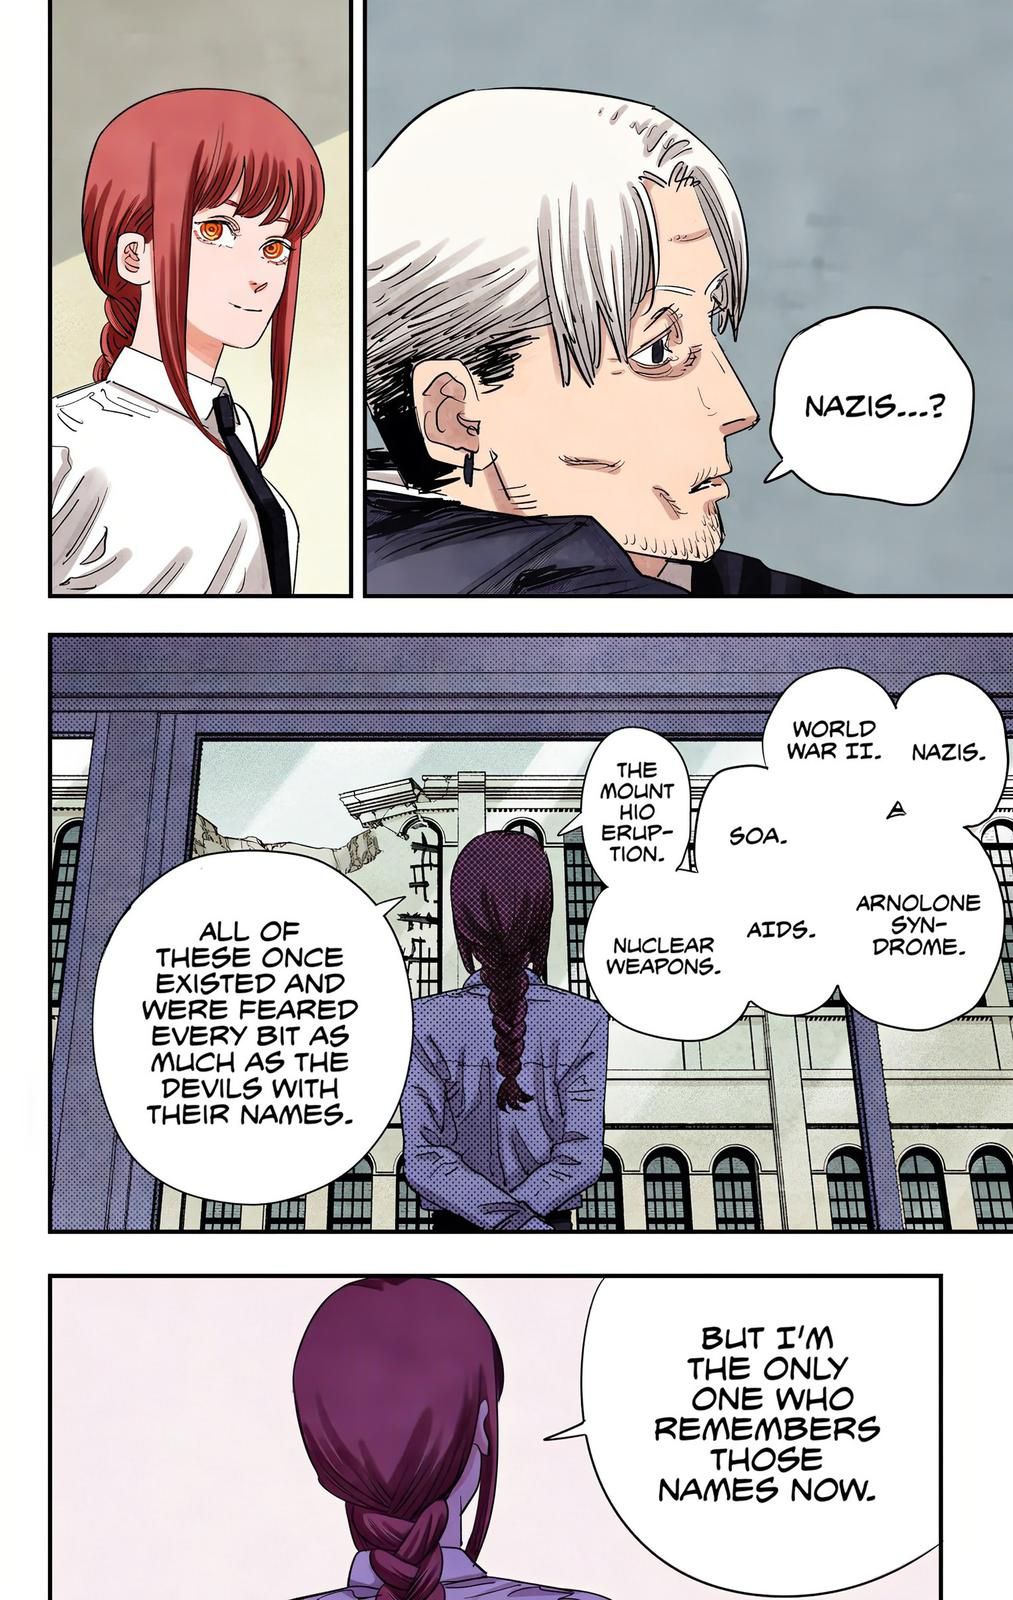 NAZIS...?
WORLD
WAR II.
NAZIS.
THE
MOUNT
HIO
ERUP-
TION.
SOA.
NUCLEAR
WEAPONS.
AIDS.
ARNOLONE
SYN-
DROME.
ALL OF
THESE ONCE
EXISTED AND
WERE FEARED
EVERY BIT AS
MUCH AS THE
DEVILS WITH
THEIR NAMES.
BUT I'M
THE ONLY
ONE WHO
REMEMBERS
THOSE
NAMES NOW.